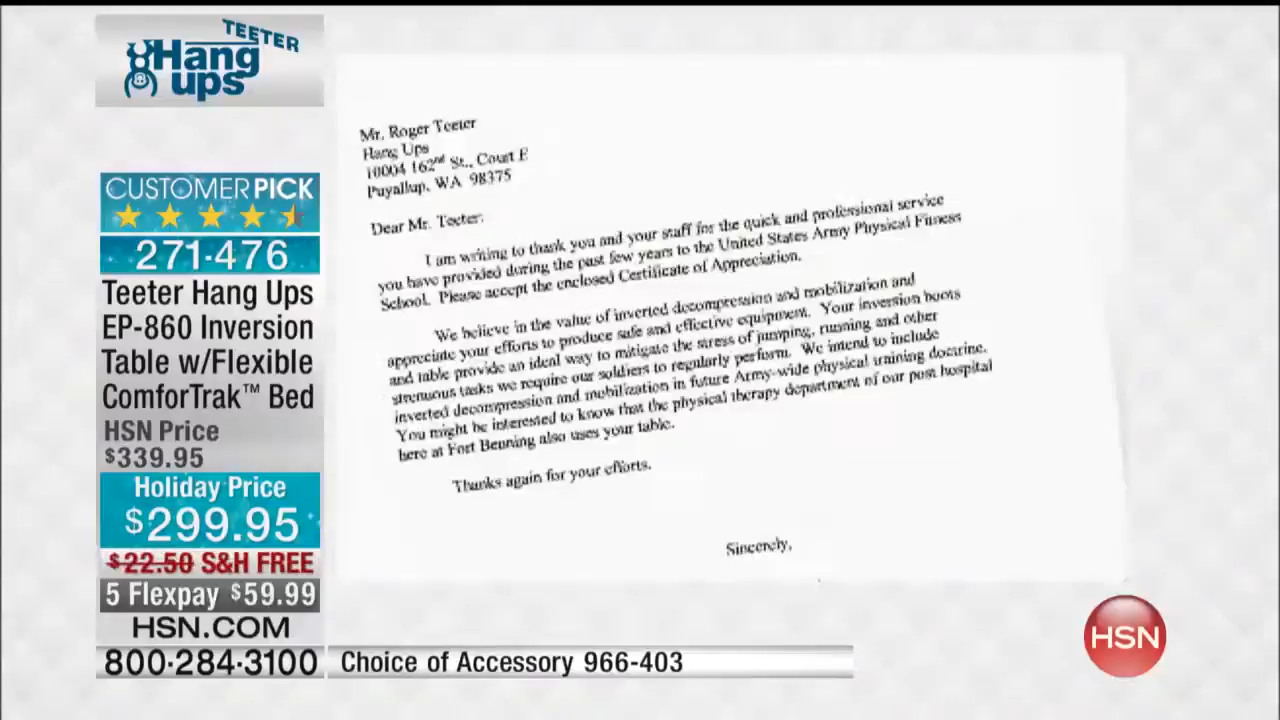 TEETER
Hang
ups
CUSTOMER PICK
271-476
Teeter Hang Ups
EP-860 Inversion
Table w/Flexible
ComforTrak™ Bed
HSN Price
$339.95
Holiday Price
$299.95
$22.50 S&H FREE
5 Flexpay $59.99
HSN.COM
800-284-3100
Mr. Roger Teeter
Hang Ups
10004 162nd St., Court E
Puyallup, WA 98375
Dear Mr. Teeter:
I am writing to thank you and your staff for the quick and professional service
you have provided during the past few years to the United States Army Physical Fitness
School. Please accept the enclosed Certificate of Appreciation.
We believe in the value of inverted decompression and mobilization and
appreciate your efforts to produce safe and effective equipment. Your inversion boots
and table provide an ideal way to mitigate the stress of jumping, running and other
strenuous tasks we require our soldiers to regularly perform. We intend to include
inverted decompression and mobilization in future Army-wide physical training doctrine.
You might be interested to know that the physical therapy department of our post hospital
here at Fort Benning also uses your table.
Thanks again for your efforts.
Sincerely,
Choice of Accessory 966-403
HSN